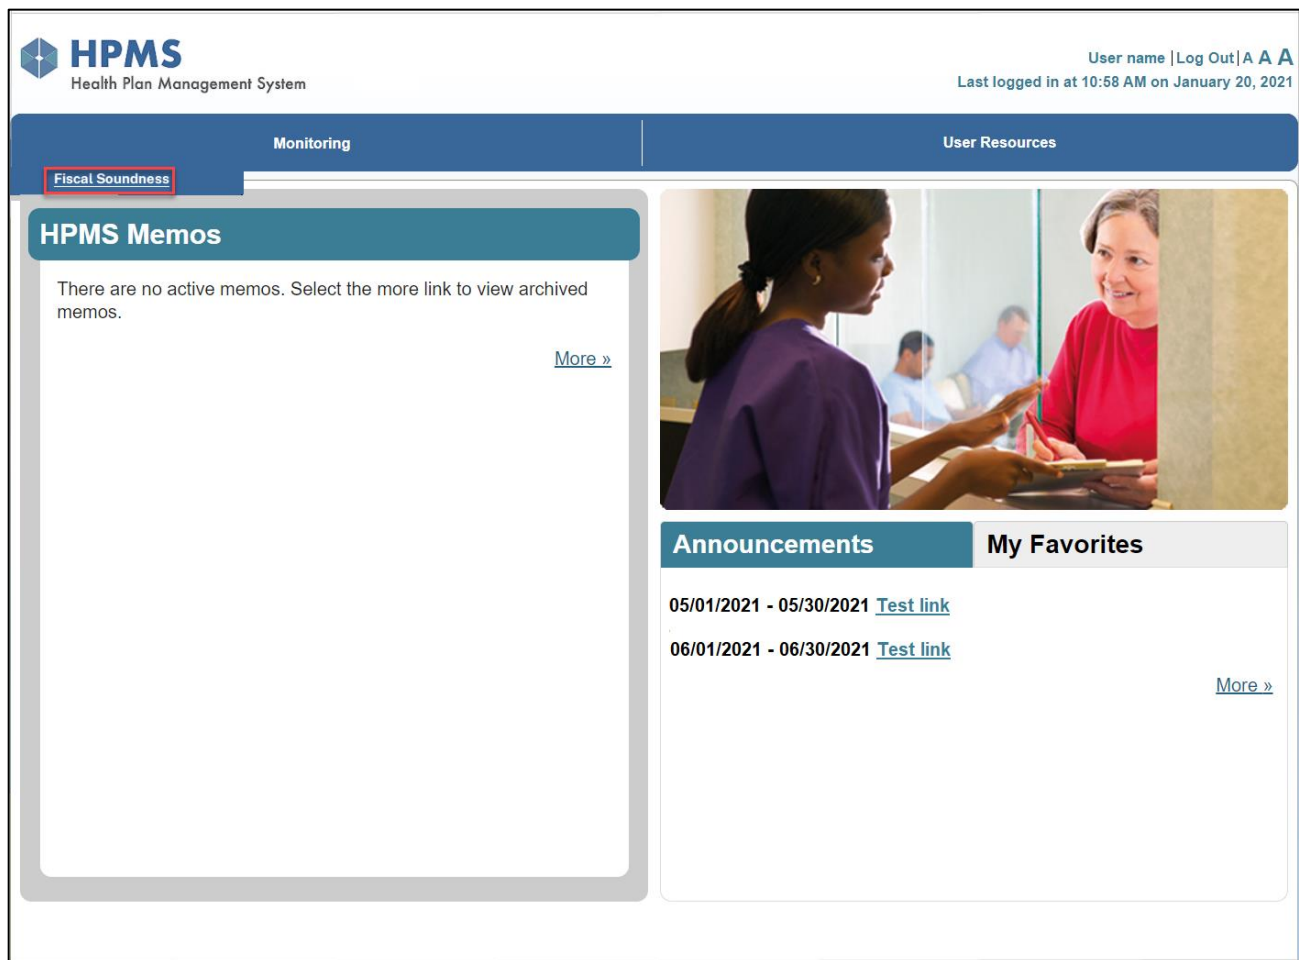 HPMS
Health Plan Management System
User name |Log Out|A A A
Last logged in at 10:58 AM on January 20, 2021
Monitoring
User Resources
Fiscal Soundness
HPMS Memos
There are no active memos. Select the more link to view archived
memos.
More »
Announcements
My Favorites
05/01/2021 - 05/30/2021 Test link
06/01/2021 - 06/30/2021 Test link
More »